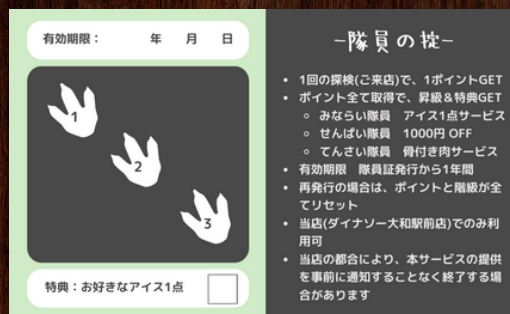 有効期限： 年 月 日
1
2
3
特典：お好きなアイス1点
−隊員の掟−
• 1回の探検(ご来店)で、1ポイントGET
• ポイント全て取得で、昇級＆特典GET
○ みならい隊員 アイス1点サービス
○ せんぱい隊員 1000円 OFF
○ てんさい隊員 骨付き肉サービス
• 有効期限 隊員証発行から1年間
• 再発行の場合は、ポイントと階級が全
てリセット
• 当店(ダイナソー大和駅前店)でのみ利
用可
• 当店の都合により、本サービスの提供
を事前に通知することなく終了する場
合があります